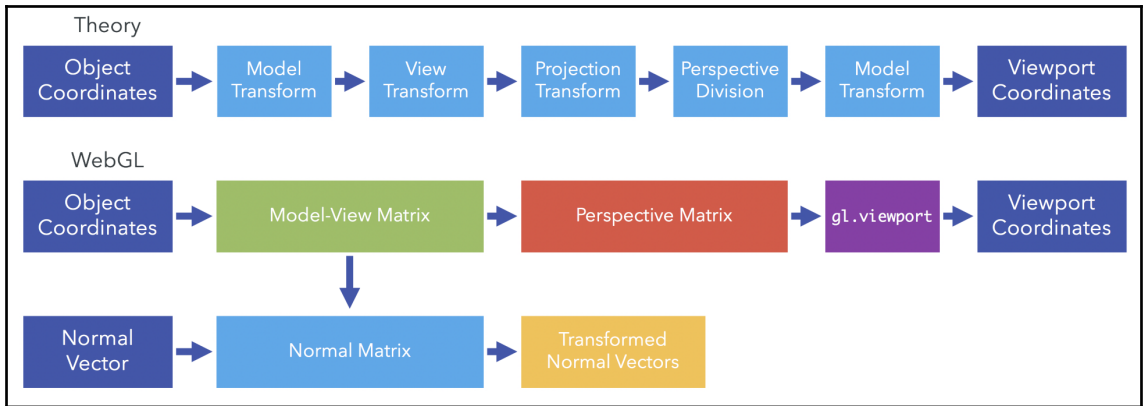 Theory
Object
Coordinates
Model
Transform
View
Transform
Projection
Transform
Perspective
Division
Model
Transform
Viewport
Coordinates
WebGL
Object
Coordinates
Model-View Matrix
Perspective Matrix
gl.viewport
Viewport
Coordinates
Normal
Vector
Normal Matrix
Transformed
Normal Vectors